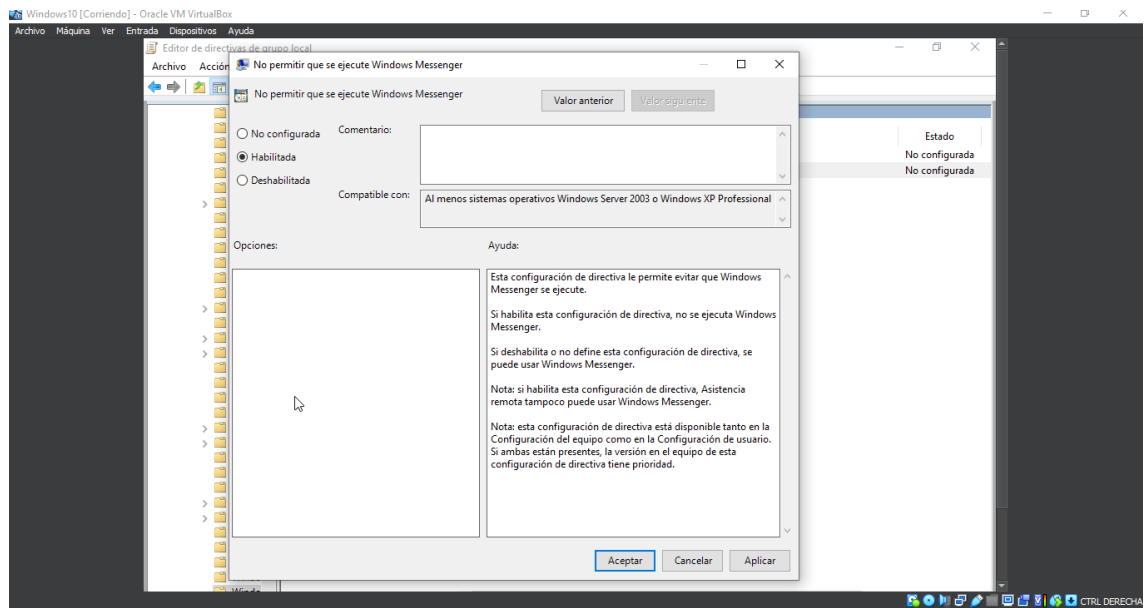 Windows10 [Corriendo] - Oracle VM VirtualBox
Archivo Máquina Ver Entrada Dispositivos Ayuda
Editor de directivas de grupo local
Archivo Acción
No permitir que se ejecute Windows Messenger
No permitir que se ejecute Windows Messenger
Valor anterior
Valor siguiente
No configurada
Habilitada
Deshabilitada
Comentario:
Compatible con:
Al menos sistemas operativos Windows Server 2003 o Windows XP Professional
Estado
No configurada
No configurada
Opciones:
Ayuda:
Esta configuración de directiva le permite evitar que Windows
Messenger se ejecute.
Si habilita esta configuración de directiva, no se ejecuta Windows
Messenger.
Si deshabilita o no define esta configuración de directiva, se
puede usar Windows Messenger.
Nota: si habilita esta configuración de directiva, Asistencia
remota tampoco puede usar Windows Messenger.
Nota: esta configuración de directiva está disponible tanto en la
Configuración del equipo como en la Configuración de usuario.
Si ambas están presentes, la versión en el equipo de esta
configuración de directiva tiene prioridad.
Aceptar
Cancelar
Aplicar
CTRL DERECHA